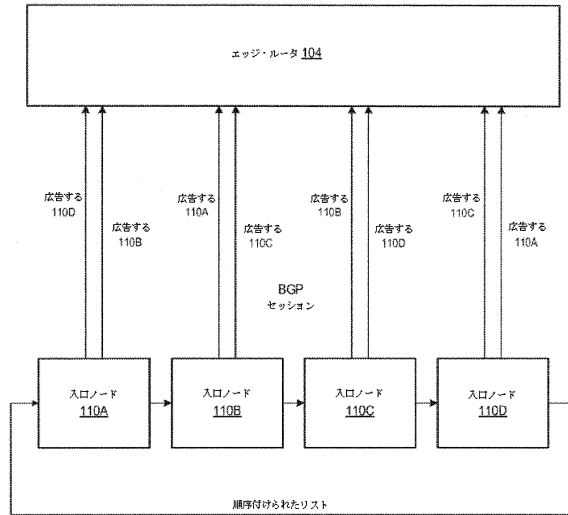 エッジ・ルータ 104
広告する
110D
広告する
110B
広告する
110A
広告する
110C
広告する
110B
広告する
110D
広告する
110C
広告する
110A
BGP
セッション
入口ノード
110A
入口ノード
110B
入口ノード
110C
入口ノード
110D
順序付けられたリスト